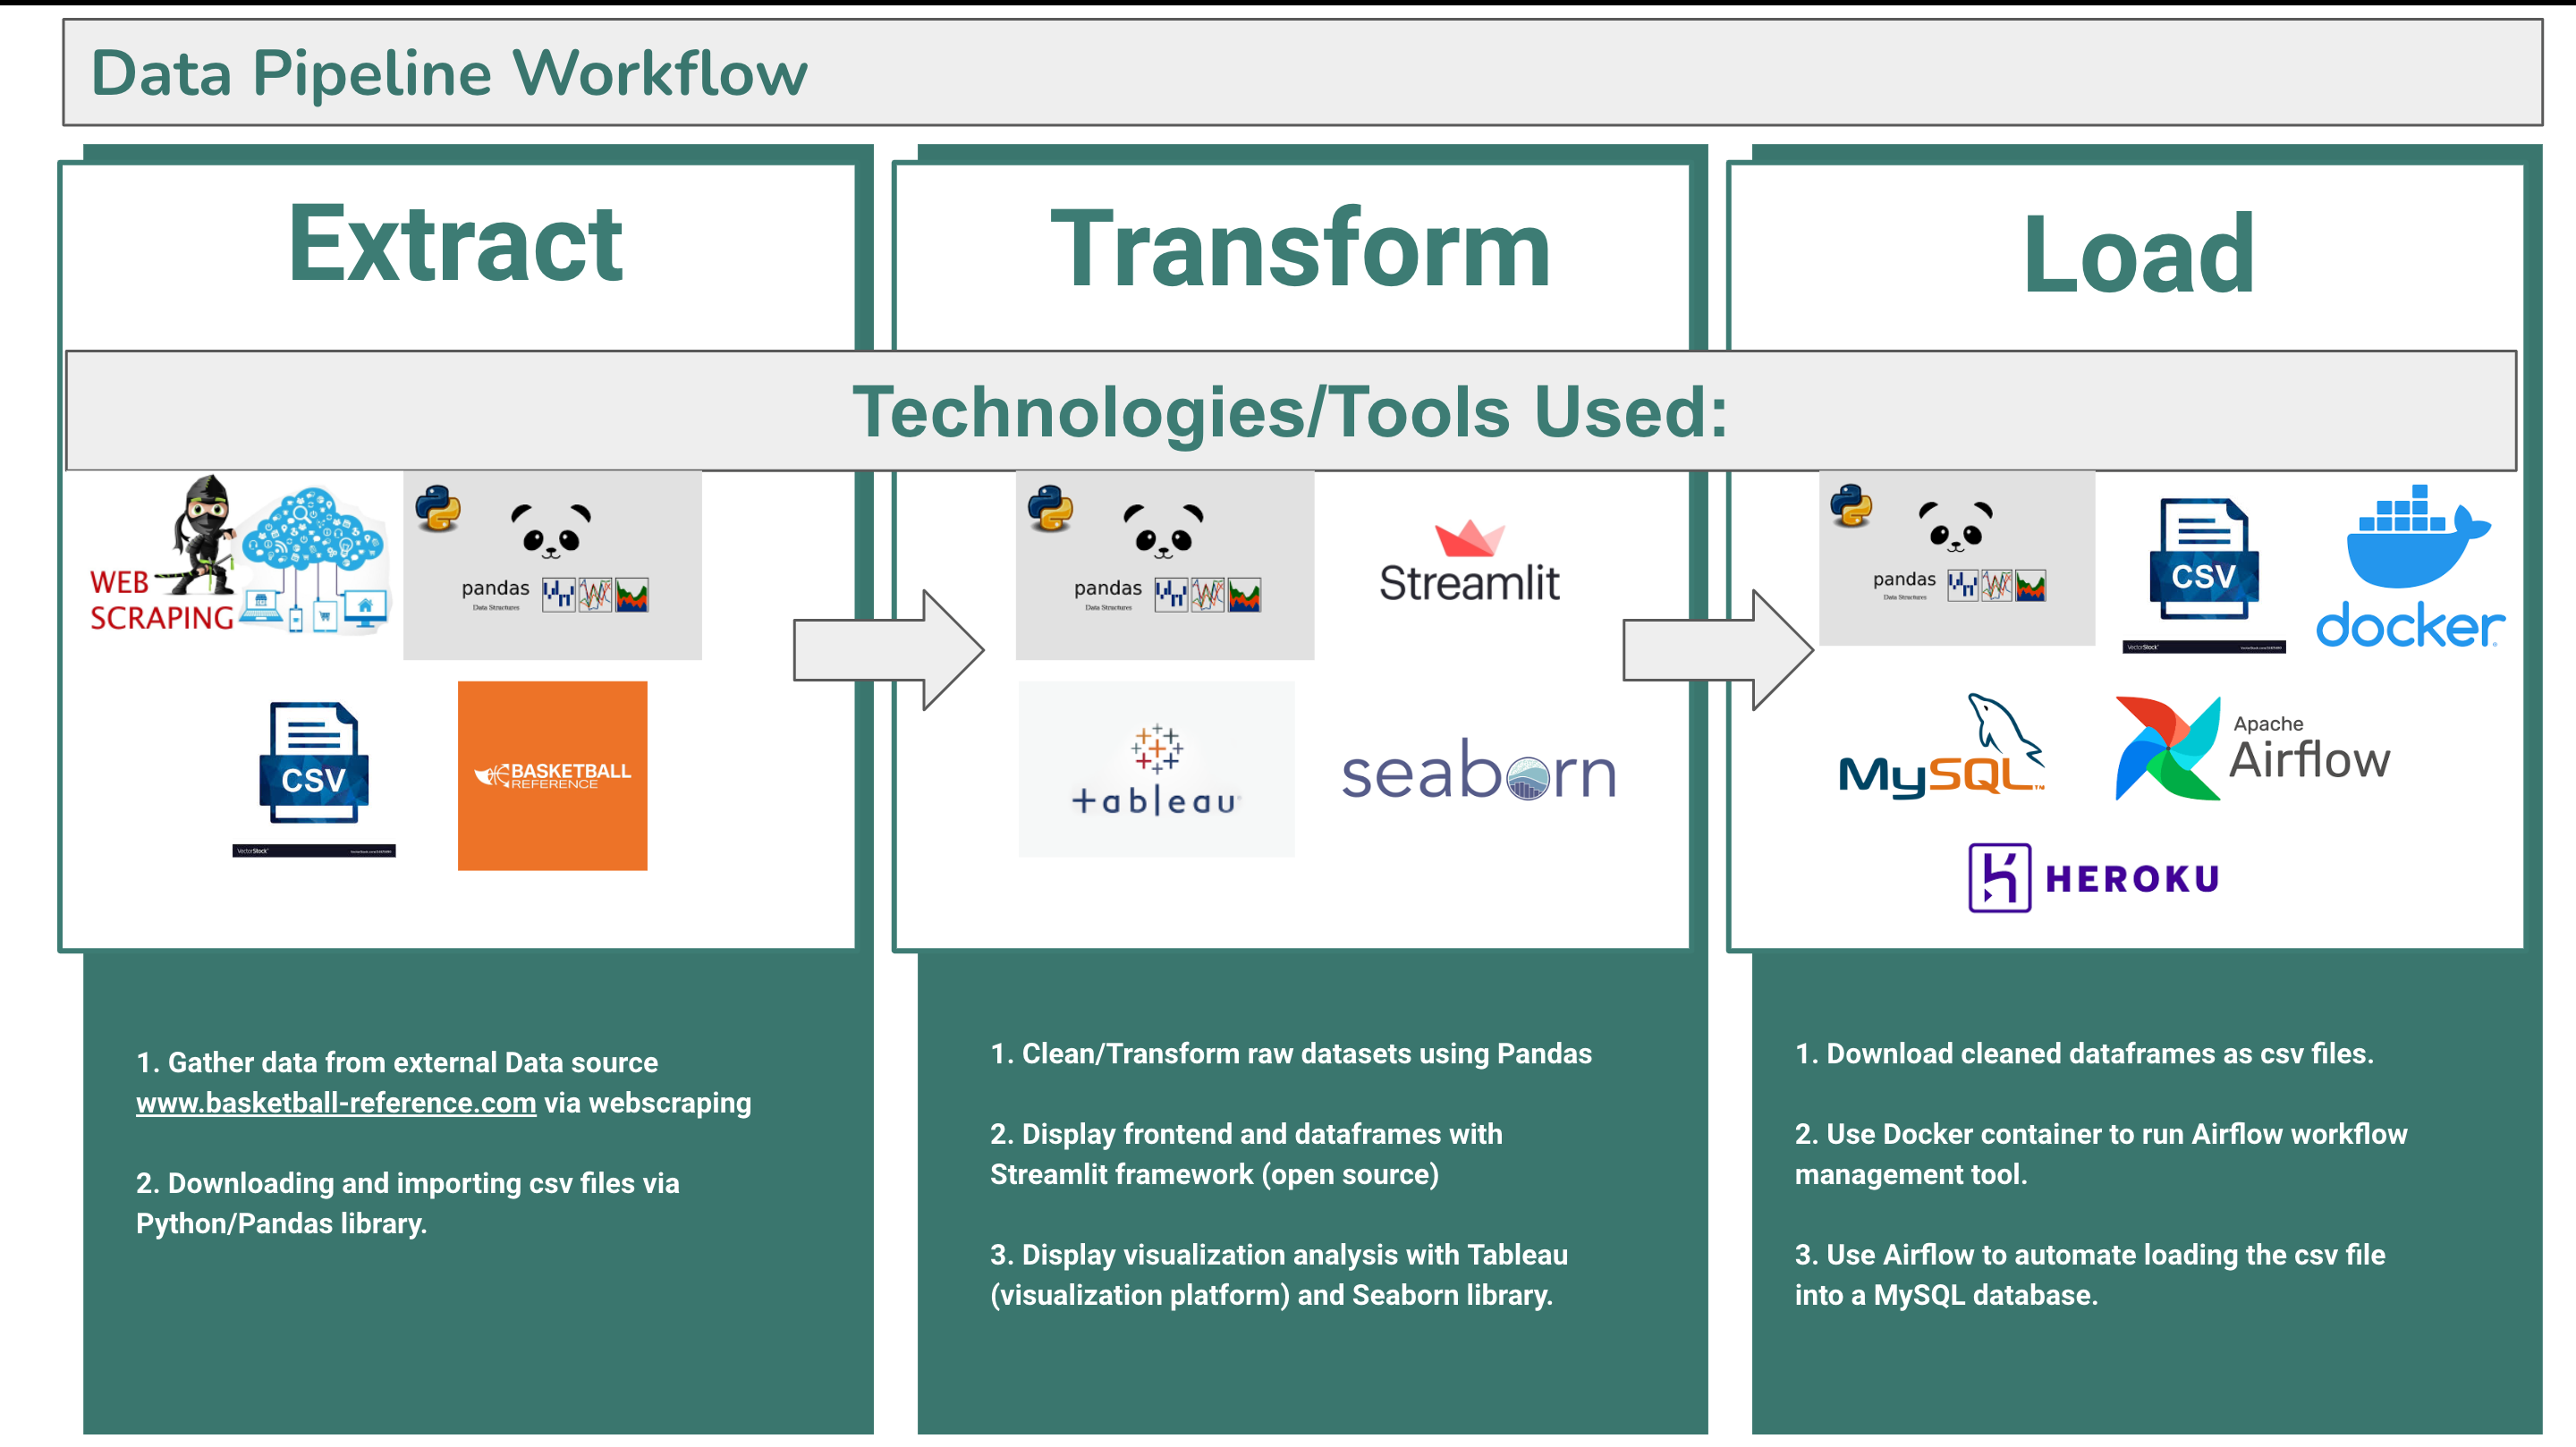 Data Pipeline Workflow
Extract
Transform
Load
Technologies/Tools Used:
WEB
SCRAPING
pandas
Data Structures
CSV
VectorStock
BASKETBALL
REFERENCE
pandas
Data Structures
Streamlit
+ableau
seaborn
pandas
Data Structures
CSV
VectorStock
docker
MySQL
Apache
Airflow
HEROKU
1. Gather data from external Data source
www.basketball-reference.com via webscraping
2. Downloading and importing csv files via
Python/Pandas library.
1. Clean/Transform raw datasets using Pandas
2. Display frontend and dataframes with
Streamlit framework (open source)
3. Display visualization analysis with Tableau
(visualization platform) and Seaborn library.
1. Download cleaned dataframes as csv files.
2. Use Docker container to run Airflow workflow
management tool.
3. Use Airflow to automate loading the csv file
into a MySQL database.